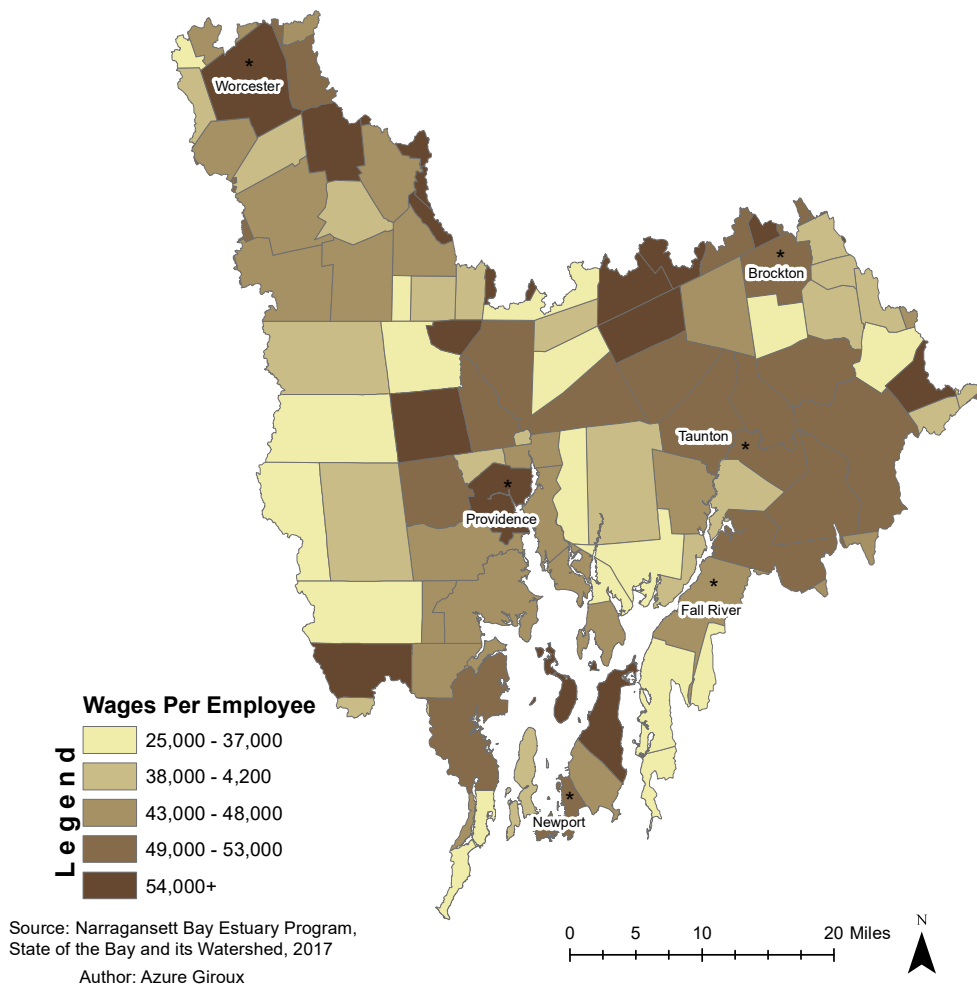 *
Worcester
*
Brockton
Taunton
*
*
Providence
*
Fall River
Wages Per Employee
Legend
25,000 - 37,000
38,000 - 4,200
43,000 - 48,000
49,000 - 53,000
54,000+
*
Newport
Source: Narragansett Bay Estuary Program,
State of the Bay and its Watershed, 2017
Author: Azure Giroux
0 5 10 20 Miles
N